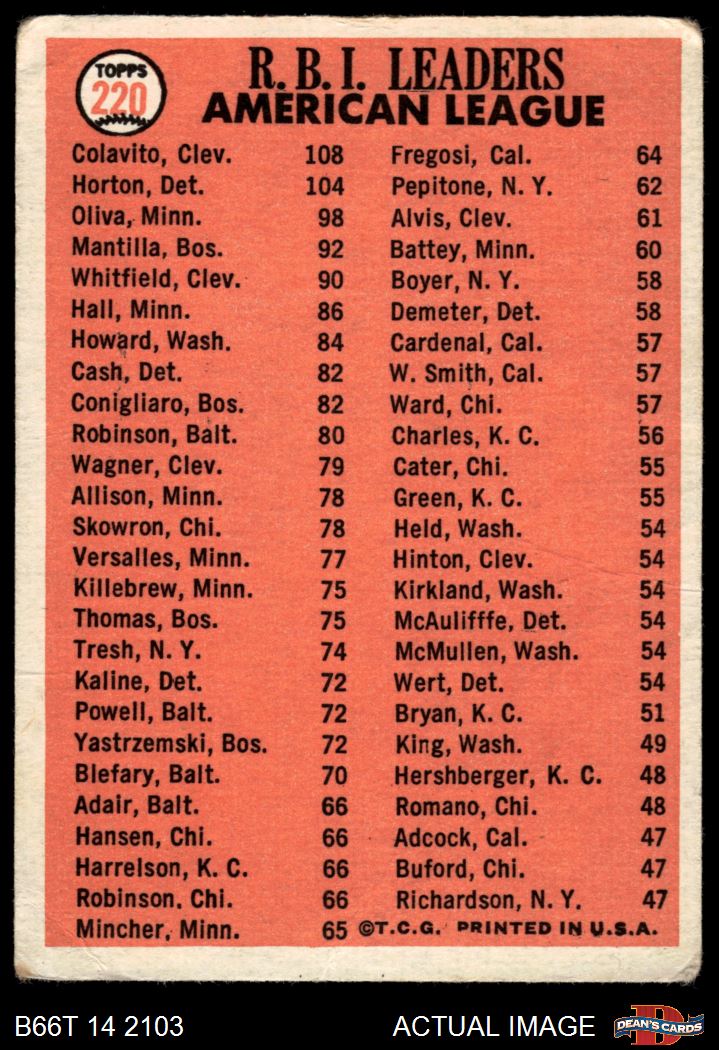 TOPPS
220
R. B. I. LEADERS
AMERICAN LEAGUE
Colavito, Clev. 108
Horton, Det. 104
Oliva, Minn. 98
Mantilla, Bos. 92
Whitfield, Clev. 90
Hall, Minn. 86
Howard, Wash. 84
Cash, Det. 82
Conigliaro, Bos. 82
Robinson, Balt. 80
Wagner, Clev. 79
Allison, Minn. 78
Skowron, Chi. 78
Versalles, Minn. 77
Killebrew, Minn. 75
Thomas, Bos. 75
Tresh, N. Y. 74
Kaline, Det. 72
Powell, Balt. 72
Yastrzemski, Bos. 72
Blefary, Balt. 70
Adair, Balt. 66
Hansen, Chi. 66
Harrelson, K. C. 66
Robinson, Chi. 66
Mincher, Minn. 65
Fregosi, Cal. 64
Pepitone, N. Y. 62
Alvis, Clev. 61
Battey, Minn. 60
Boyer, N. Y. 58
Demeter, Det. 58
Cardenal, Cal. 57
W. Smith, Cal. 57
Ward, Chi. 57
Charles, K. C. 56
Cater, Chi. 55
Green, K. C. 55
Held, Wash. 54
Hinton, Clev. 54
Kirkland, Wash. 54
McAulifffe, Det. 54
McMullen, Wash. 54
Wert, Det. 54
Bryan, K. C. 51
King, Wash. 49
Hershberger, K. C. 48
Romano, Chi. 48
Adcock, Cal. 47
Buford, Chi. 47
Richardson, N. Y. 47
©T.C.G. PRINTED IN U.S.A.
B66T 14 2103
ACTUAL IMAGE
D
DEAN'S CARDS